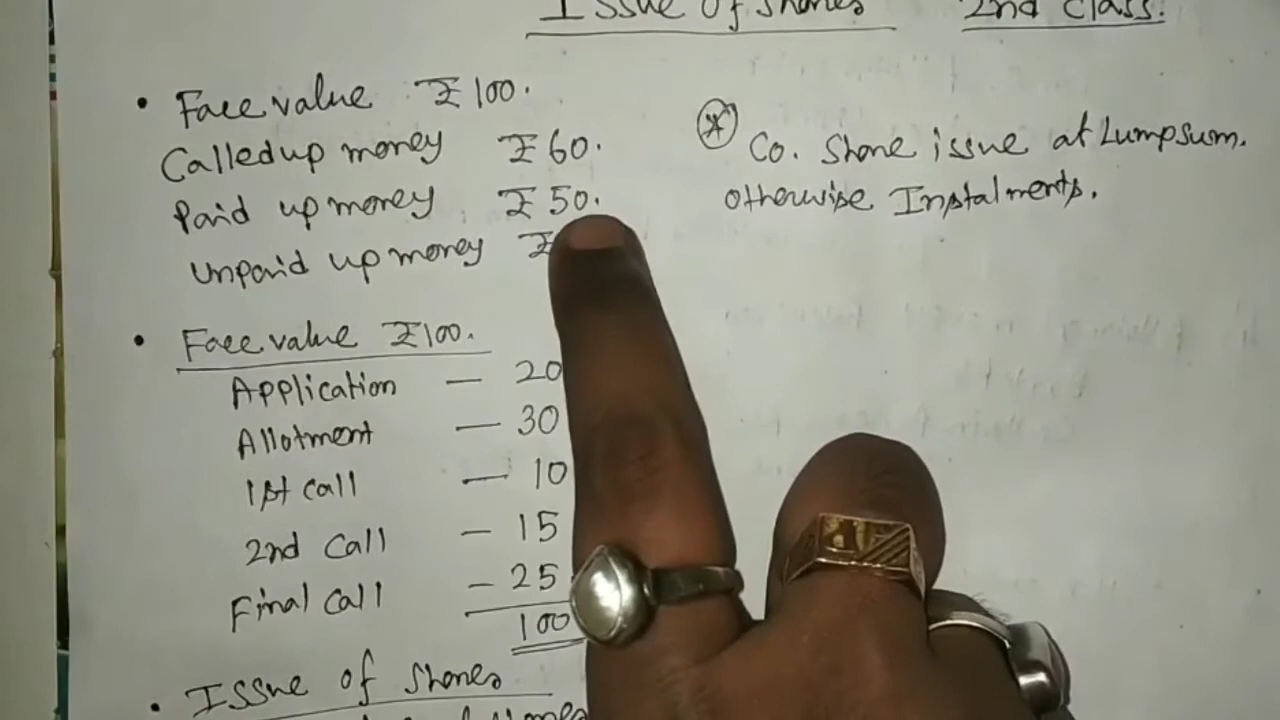 Issue of Shares 2nd Class.
• Face value ₹100.
Called up money ₹60.
Paid up money ₹50.
Unpaid up money ₹
* Co. Share issue at Lumpsum.
otherwise Instalments.
• Face value ₹100.
Application — 20
Allotment — 30
1st call — 10
2nd call — 15
Final call — 25
100
• Issue of Shares